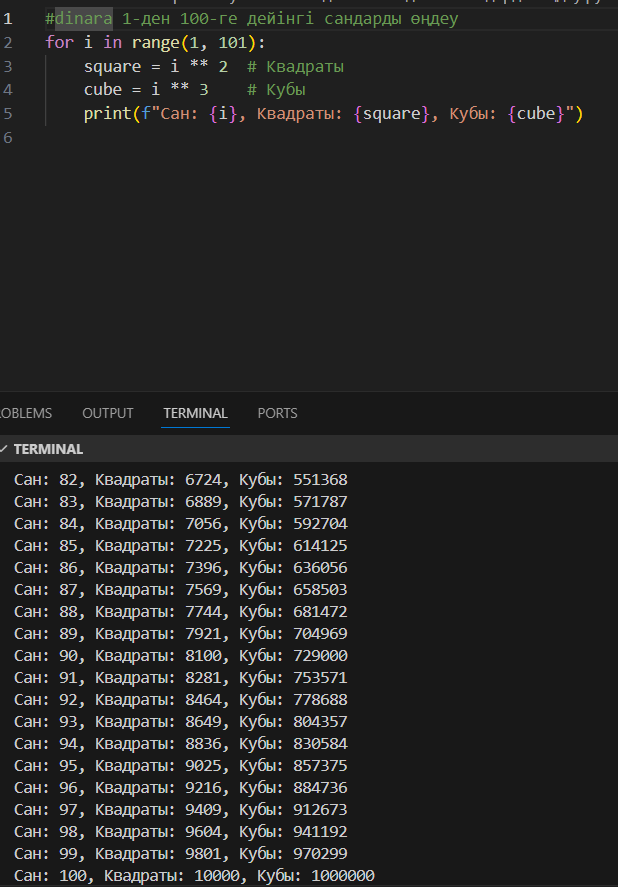 1 #dinara 1-ден 100-ге дейінгі сандарды өңдеу
2 for i in range(1, 101):
3 square = i ** 2  # Квадраты
4 cube = i ** 3    # Кубы
5 print(f"Сан: {i}, Квадраты: {square}, Кубы: {cube}")
6
OBLEMS OUTPUT TERMINAL PORTS
TERMINAL
Сан: 82, Квадраты: 6724, Кубы: 551368
Сан: 83, Квадраты: 6889, Кубы: 571787
Сан: 84, Квадраты: 7056, Кубы: 592704
Сан: 85, Квадраты: 7225, Кубы: 614125
Сан: 86, Квадраты: 7396, Кубы: 636056
Сан: 87, Квадраты: 7569, Кубы: 658503
Сан: 88, Квадраты: 7744, Кубы: 681472
Сан: 89, Квадраты: 7921, Кубы: 704969
Сан: 90, Квадраты: 8100, Кубы: 729000
Сан: 91, Квадраты: 8281, Кубы: 753571
Сан: 92, Квадраты: 8464, Кубы: 778688
Сан: 93, Квадраты: 8649, Кубы: 804357
Сан: 94, Квадраты: 8836, Кубы: 830584
Сан: 95, Квадраты: 9025, Кубы: 857375
Сан: 96, Квадраты: 9216, Кубы: 884736
Сан: 97, Квадраты: 9409, Кубы: 912673
Сан: 98, Квадраты: 9604, Кубы: 941192
Сан: 99, Квадраты: 9801, Кубы: 970299
Сан: 100, Квадраты: 10000, Кубы: 1000000